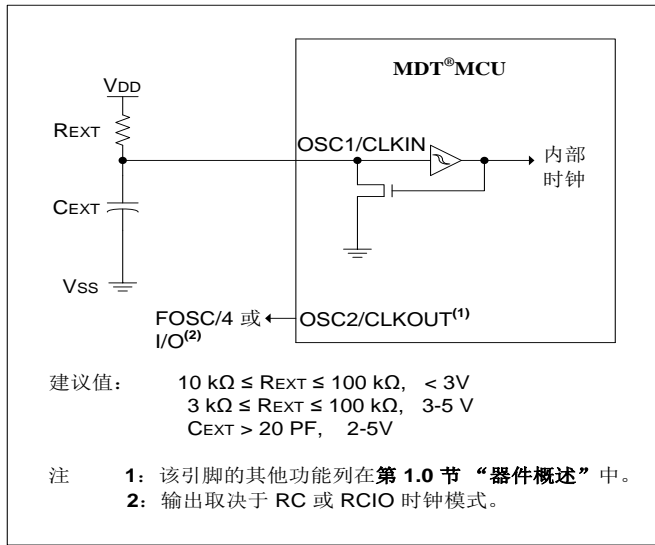 MDT®MCU
VDD
REXT
OSC1/CLKIN
内部
时钟
CEXT
VSS
FOSC/4 或
OSC2/CLKOUT(1)
I/O(2)
建议值： 10 kΩ ≤ REXT ≤ 100 kΩ, < 3V
3 kΩ ≤ REXT ≤ 100 kΩ, 3-5 V
CEXT > 20 PF, 2-5V
注 1：该引脚的其他功能列在第 1.0 节 “器件概述”中。
2：输出取决于 RC 或 RCIO 时钟模式。